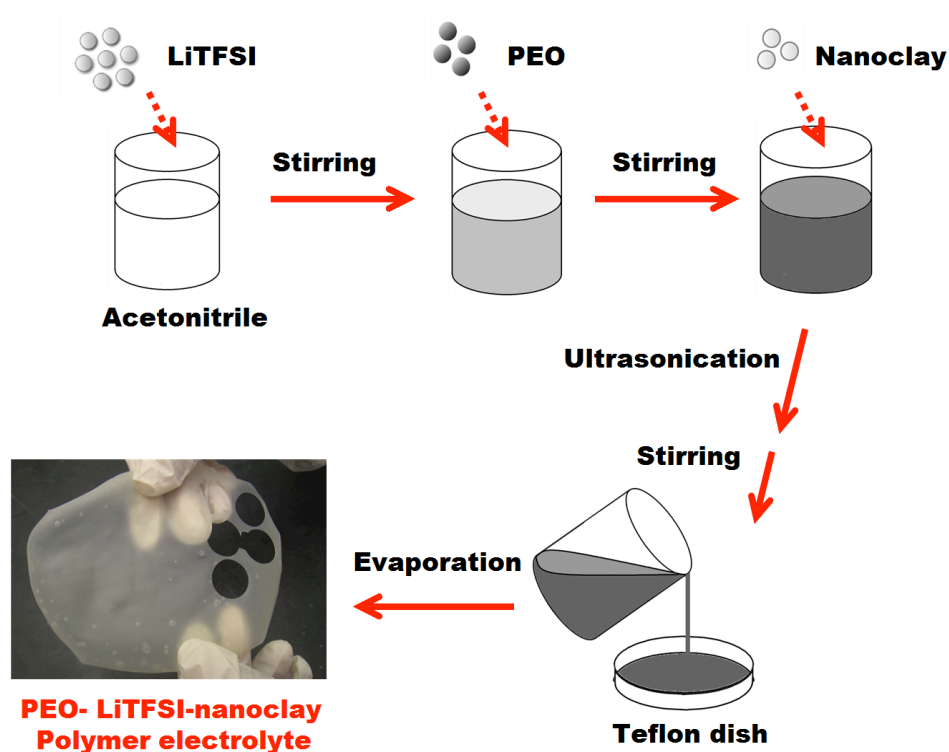 LiTFSI
PEO
Nanoclay
Stirring
Stirring
Acetonitrile
Ultrasonication
Stirring
Evaporation
PEO- LiTFSI-nanoclay
Polymer electrolyte
Teflon dish